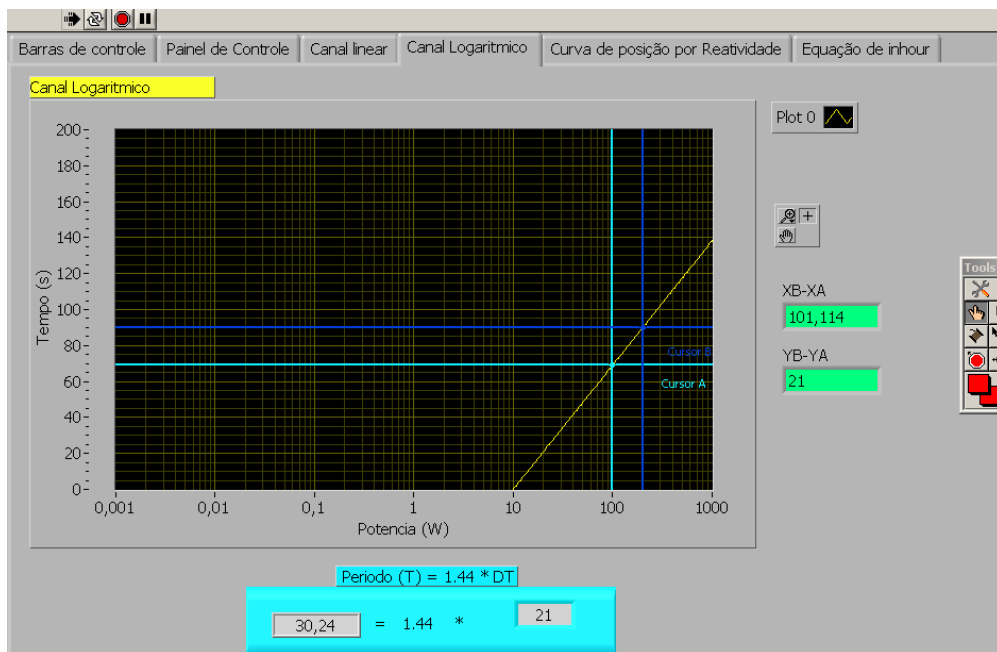 Barras de controle Painel de Controle Canal linear Canal Logaritmico Curva de posição por Reatividade Equação de inhour
Canal Logaritmico
Plot 0
200
180
160
140
120
100
80
60
40
20
0
Tempo (s)
0,001 0,01 0,1 1 10 100 1000
Potencia (W)
Cursor B
Cursor A
XB-XA
101,114
YB-YA
21
Tools
Periodo (T) = 1.44 * DT
30,24 = 1.44 * 21